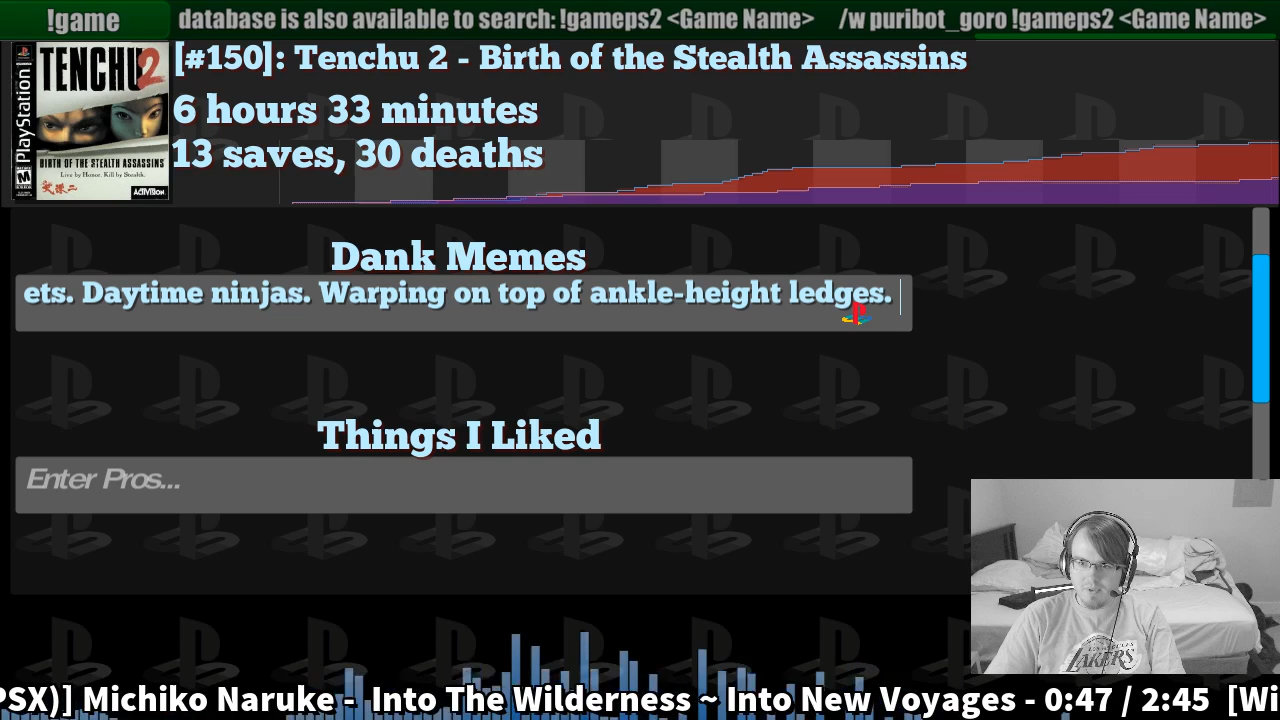 !game
database is also available to search: !gameps2 <Game Name>    /w puribot_goro !gameps2 <Game Name>
PlayStation
TENCHU 2
BIRTH OF THE STEALTH ASSASSINS
Live by Honor. Kill by Stealth.
ACTIVISION
M
[#150]: Tenchu 2 - Birth of the Stealth Assassins
6 hours 33 minutes
13 saves, 30 deaths
Dank Memes
ets. Daytime ninjas. Warping on top of ankle-height ledges.
Things I Liked
Enter Pros...
LAKERS
PSX)] Michiko Naruke -  Into The Wilderness ~ Into New Voyages - 0:47 / 2:45  [Wi